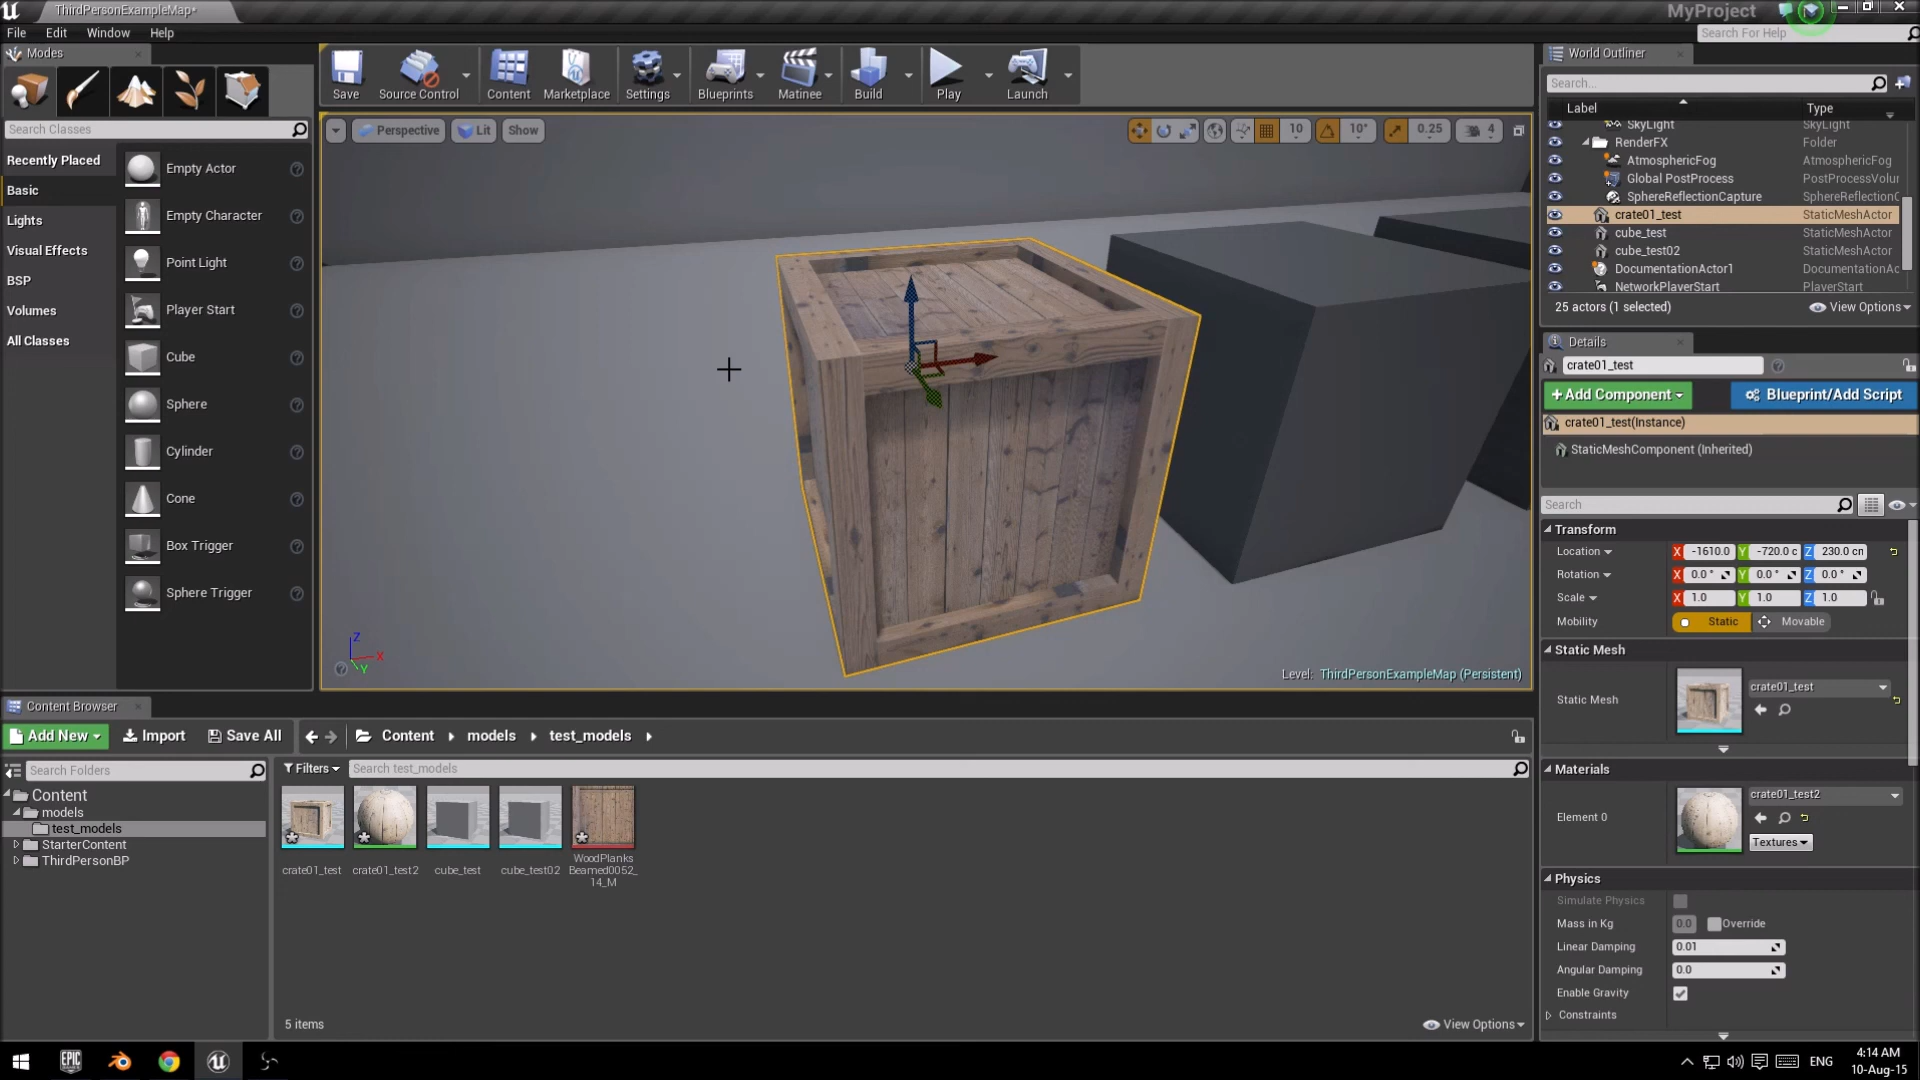 ThirdPersonExampleMap*
MyProject
File Edit Window Help
Search For Help
Modes
Search Classes
Recently Placed
Basic
Lights
Visual Effects
BSP
Volumes
All Classes
Empty Actor
Empty Character
Point Light
Player Start
Cube
Sphere
Cylinder
Cone
Box Trigger
Sphere Trigger
Save
Source Control
Content
Marketplace
Settings
Blueprints
Matinee
Build
Play
Launch
Perspective
Lit
Show
10
10°
0.25
4
Z
X
Y
Level: ThirdPersonExampleMap (Persistent)
World Outliner
Search...
Label Type
SkyLight SkyLight
RenderFX Folder
AtmosphericFog AtmosphericFog
Global PostProcess PostProcessVolur
SphereReflectionCapture SphereReflectionC
crate01_test StaticMeshActor
cube_test StaticMeshActor
cube_test02 StaticMeshActor
DocumentationActor1 DocumentationAc
NetworkPlayerStart PlayerStart
25 actors (1 selected)
View Options
Details
crate01_test
+Add Component
Blueprint/Add Script
crate01_test(Instance)
StaticMeshComponent (Inherited)
Search
Transform
Location X -1610.0 Y -720.0 c Z 230.0 cm
Rotation X 0.0 ° Y 0.0 ° Z 0.0 °
Scale X 1.0 Y 1.0 Z 1.0
Mobility Static Movable
Static Mesh
Static Mesh
crate01_test
Materials
Element 0
crate01_test2
Textures
Physics
Simulate Physics
Mass in Kg 0.0 Override
Linear Damping 0.01
Angular Damping 0.0
Enable Gravity
Constraints
Content Browser
Add New
Import
Save All
Content
models
test_models
Search Folders
Content
models
test_models
StarterContent
ThirdPersonBP
Filters
Search test_models
crate01_test
crate01_test2
cube_test
cube_test02
WoodPlanks
Beamed0052_
14_M
5 items
View Options
EPIC
GAMES
ENG
4:14 AM
10-Aug-15